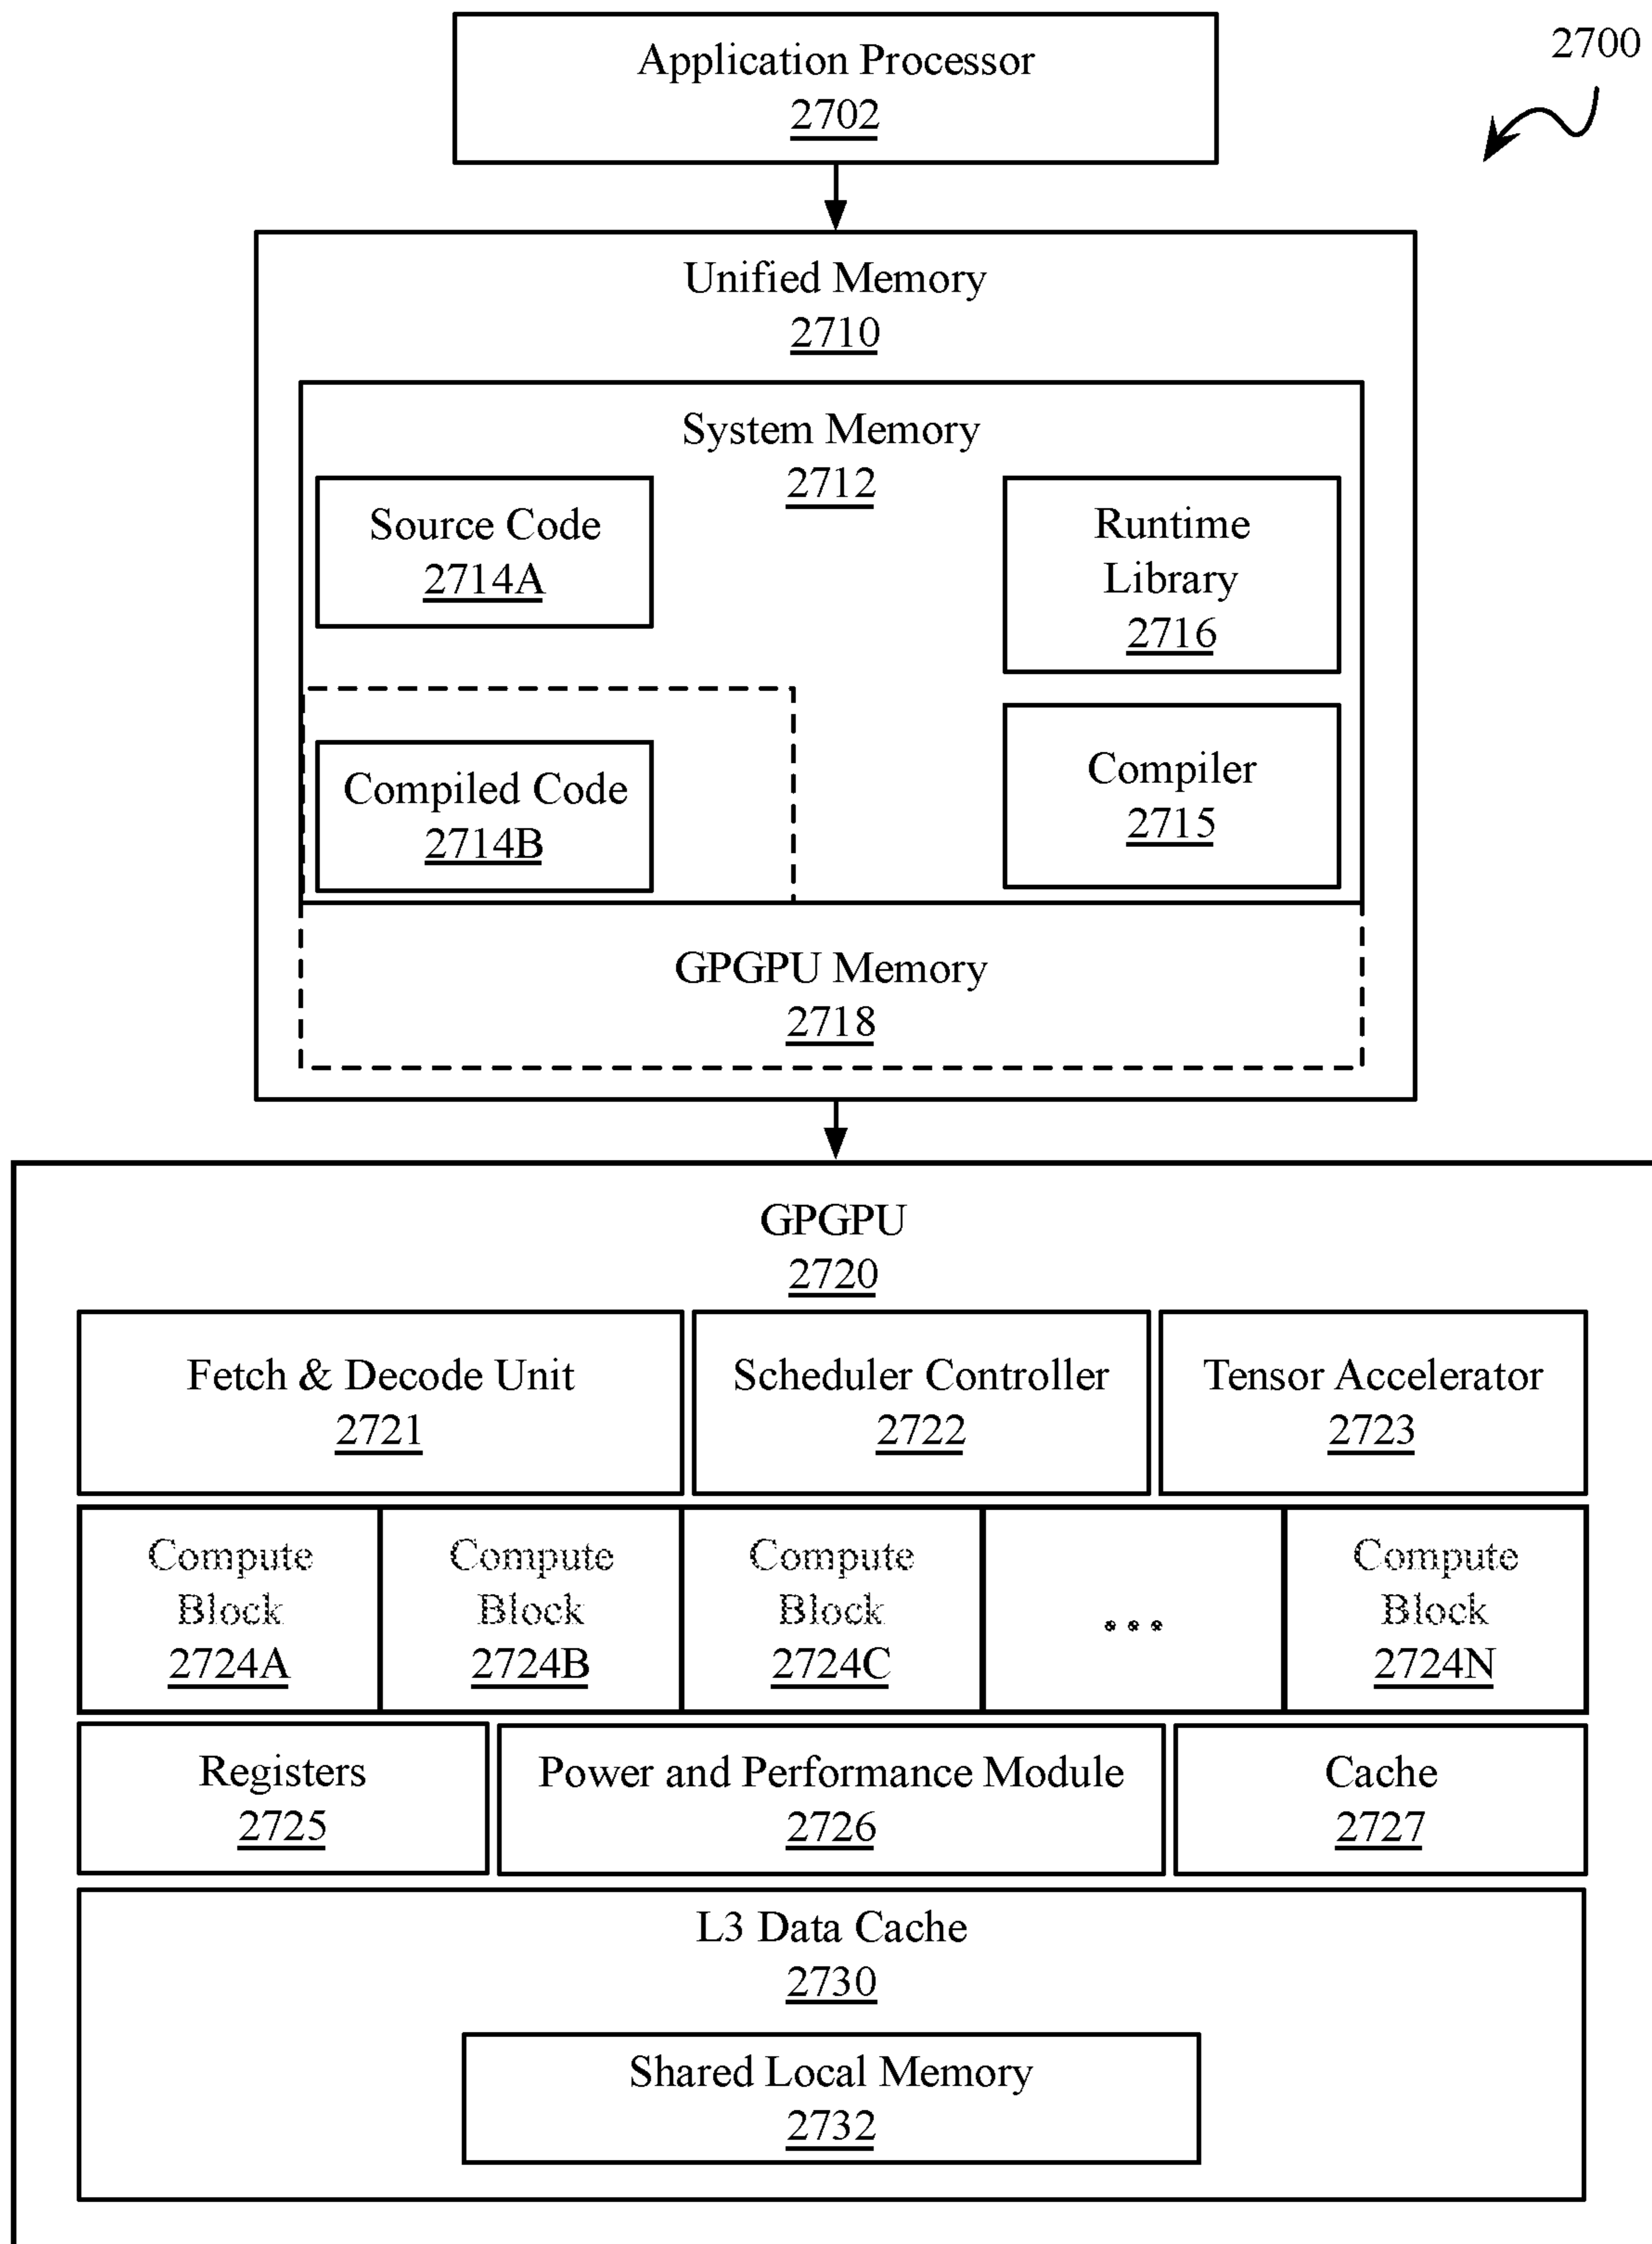 Application Processor
2702
2700
Unified Memory
2710
System Memory
2712
Source Code
2714A
Runtime
Library
2716
Compiled Code
2714B
Compiler
2715
GPGPU Memory
2718
GPGPU
2720
Fetch & Decode Unit
2721
Scheduler Controller
2722
Tensor Accelerator
2723
Compute
Block
2724A
Compute
Block
2724B
Compute
Block
2724C
...
Compute
Block
2724N
Registers
2725
Power and Performance Module
2726
Cache
2727
L3 Data Cache
2730
Shared Local Memory
2732